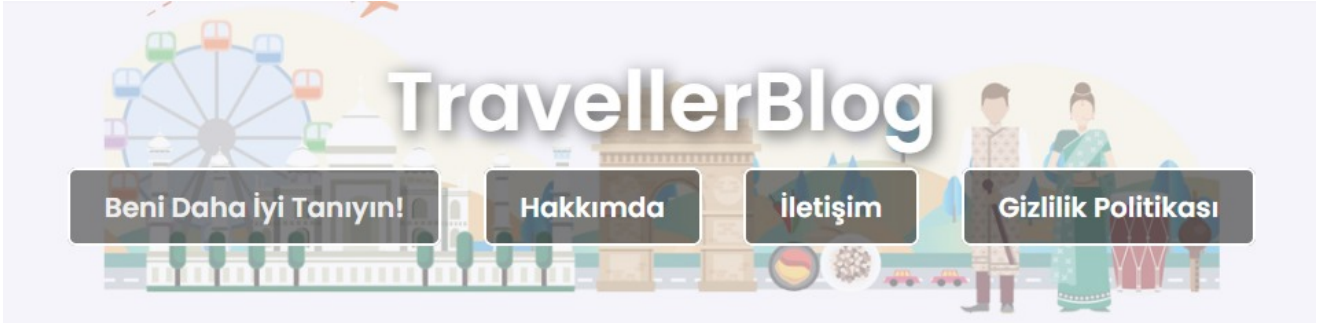 TravellerBlog
Beni Daha İyi Tanıyın! Hakkımda İletişim Gizlilik Politikası